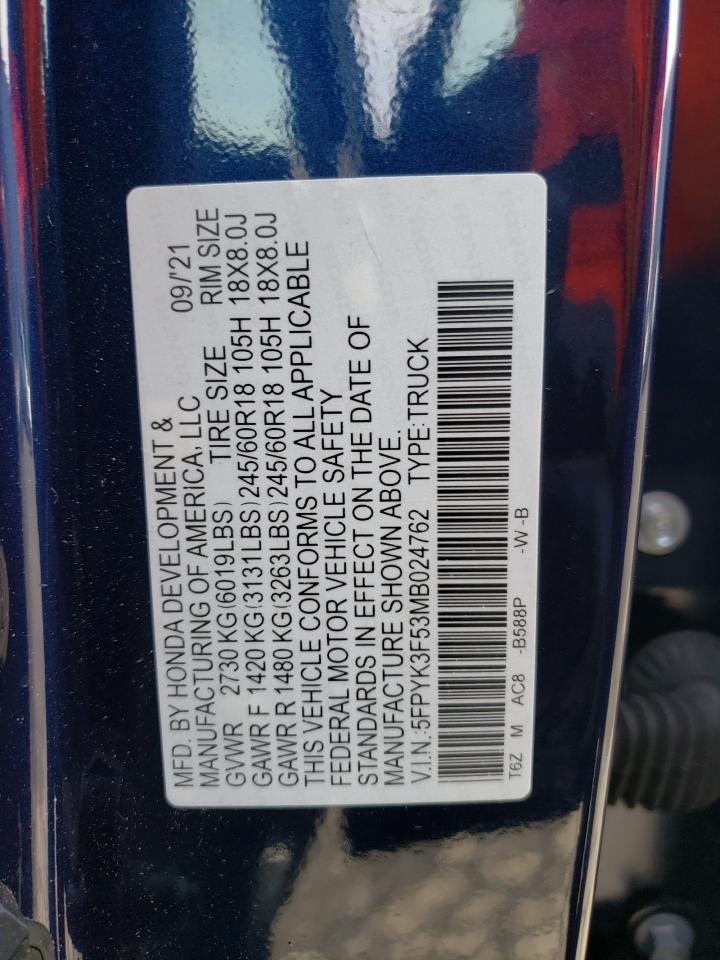 MFD. BY HONDA DEVELOPMENT &
MANUFACTURING OF AMERICA, LLC 09/'21
GVWR 2730 KG(6019LBS) TIRE SIZE RIM SIZE
GAWR F 1420 KG(3131LBS)245/60R18 105H 18X8.0J
GAWR R 1480 KG(3263LBS)245/60R18 105H 18X8.0J
THIS VEHICLE CONFORMS TO ALL APPLICABLE
FEDERAL MOTOR VEHICLE SAFETY
STANDARDS IN EFFECT ON THE DATE OF
MANUFACTURE SHOWN ABOVE.
V.I.N.:5FPYK3F53MB024762 TYPE:TRUCK
T6Z M AC8 -B588P -W -B